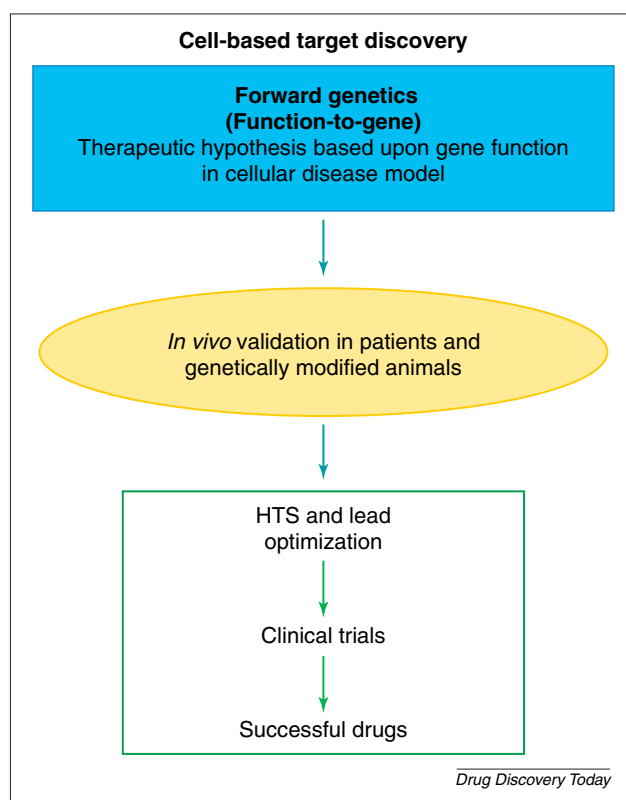 Cell-based target discovery
Forward genetics
(Function-to-gene)
Therapeutic hypothesis based upon gene function
in cellular disease model
In vivo validation in patients and
genetically modified animals
HTS and lead
optimization
Clinical trials
Successful drugs
Drug Discovery Today